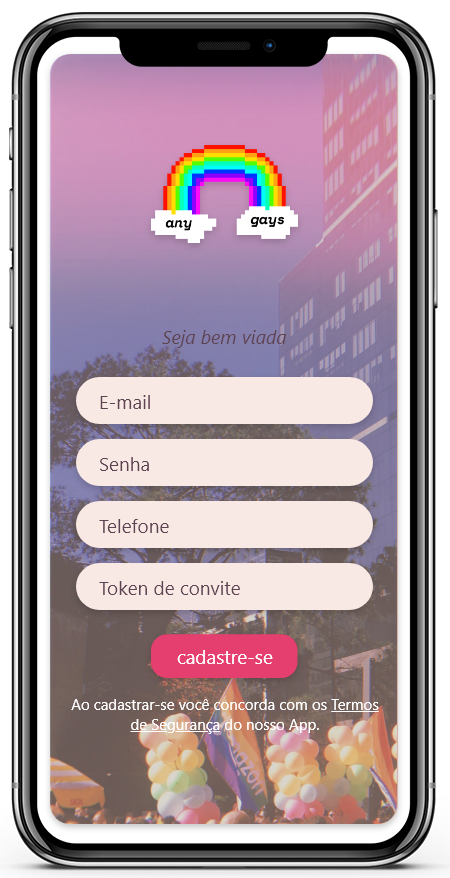 any gays
Seja bem viada
E-mail
Senha
Telefone
Token de convite
cadastre-se
Ao cadastrar-se você concorda com os Termos
de Segurança do nosso App.